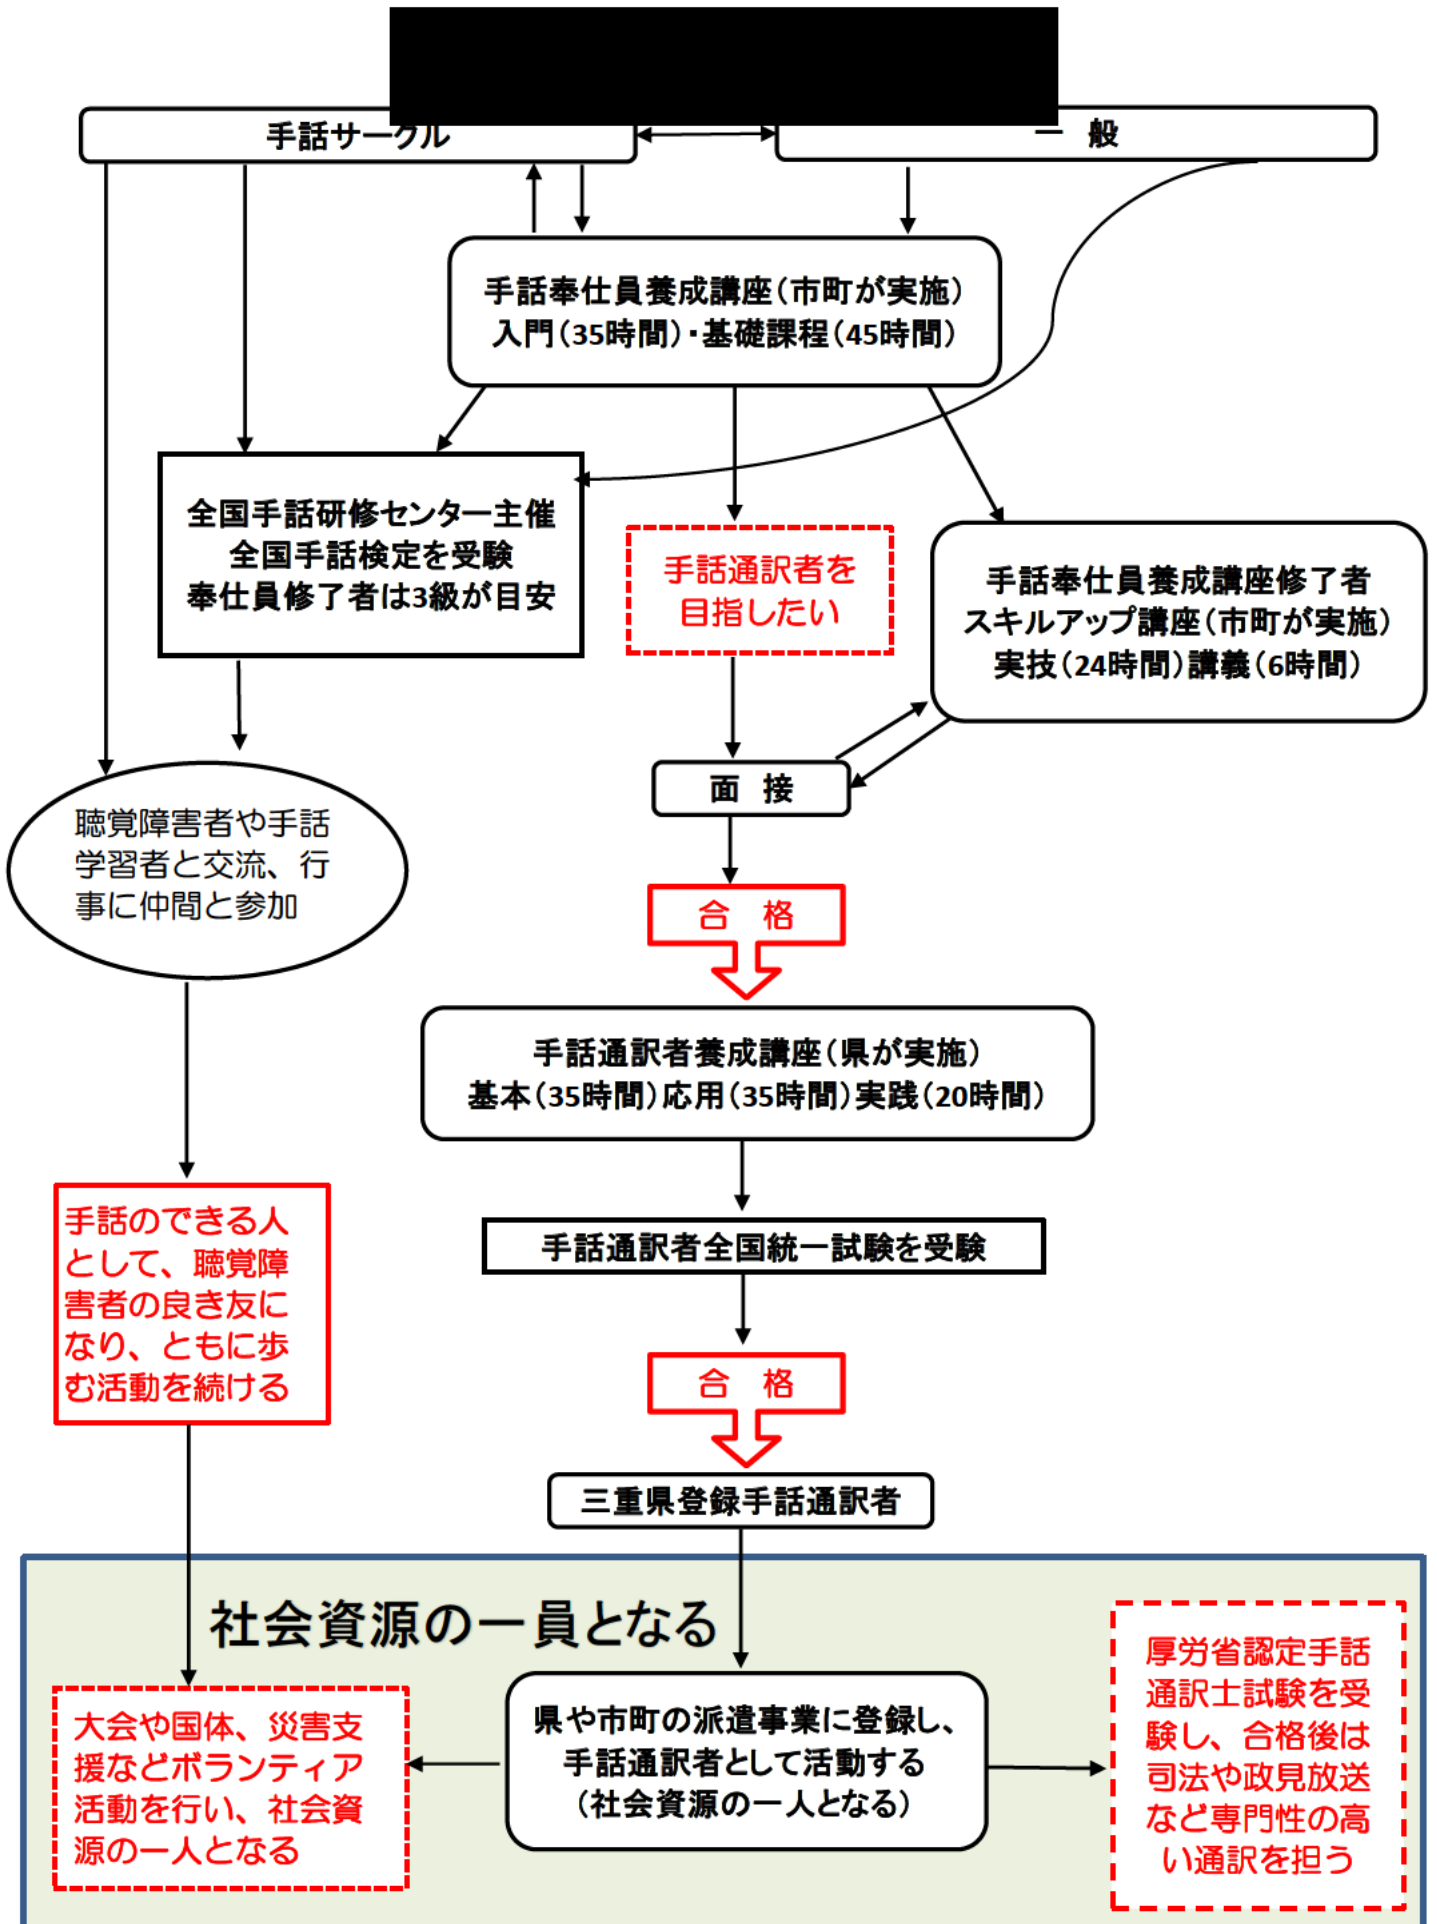 手話サークル
一　般
手話奉仕員養成講座（市町が実施）
入門（35時間）・基礎課程（45時間）
全国手話研修センター主催
全国手話検定を受験
奉仕員修了者は3級が目安
手話通訳者を
目指したい
手話奉仕員養成講座修了者
スキルアップ講座（市町が実施）
実技（24時間）講義（6時間）
面　接
聴覚障害者や手話
学習者と交流、行
事に仲間と参加
合　格
手話通訳者養成講座（県が実施）
基本（35時間）応用（35時間）実践（20時間）
手話のできる人
として、聴覚障
害者の良き友に
なり、ともに歩
む活動を続ける
手話通訳者全国統一試験を受験
合　格
三重県登録手話通訳者
社会資源の一員となる
大会や国体、災害支
援などボランティア
活動を行い、社会資
源の一人となる
県や市町の派遣事業に登録し、
手話通訳者として活動する
（社会資源の一人となる）
厚労省認定手話
通訳士試験を受
験し、合格後は
司法や政見放送
など専門性の高
い通訳を担う